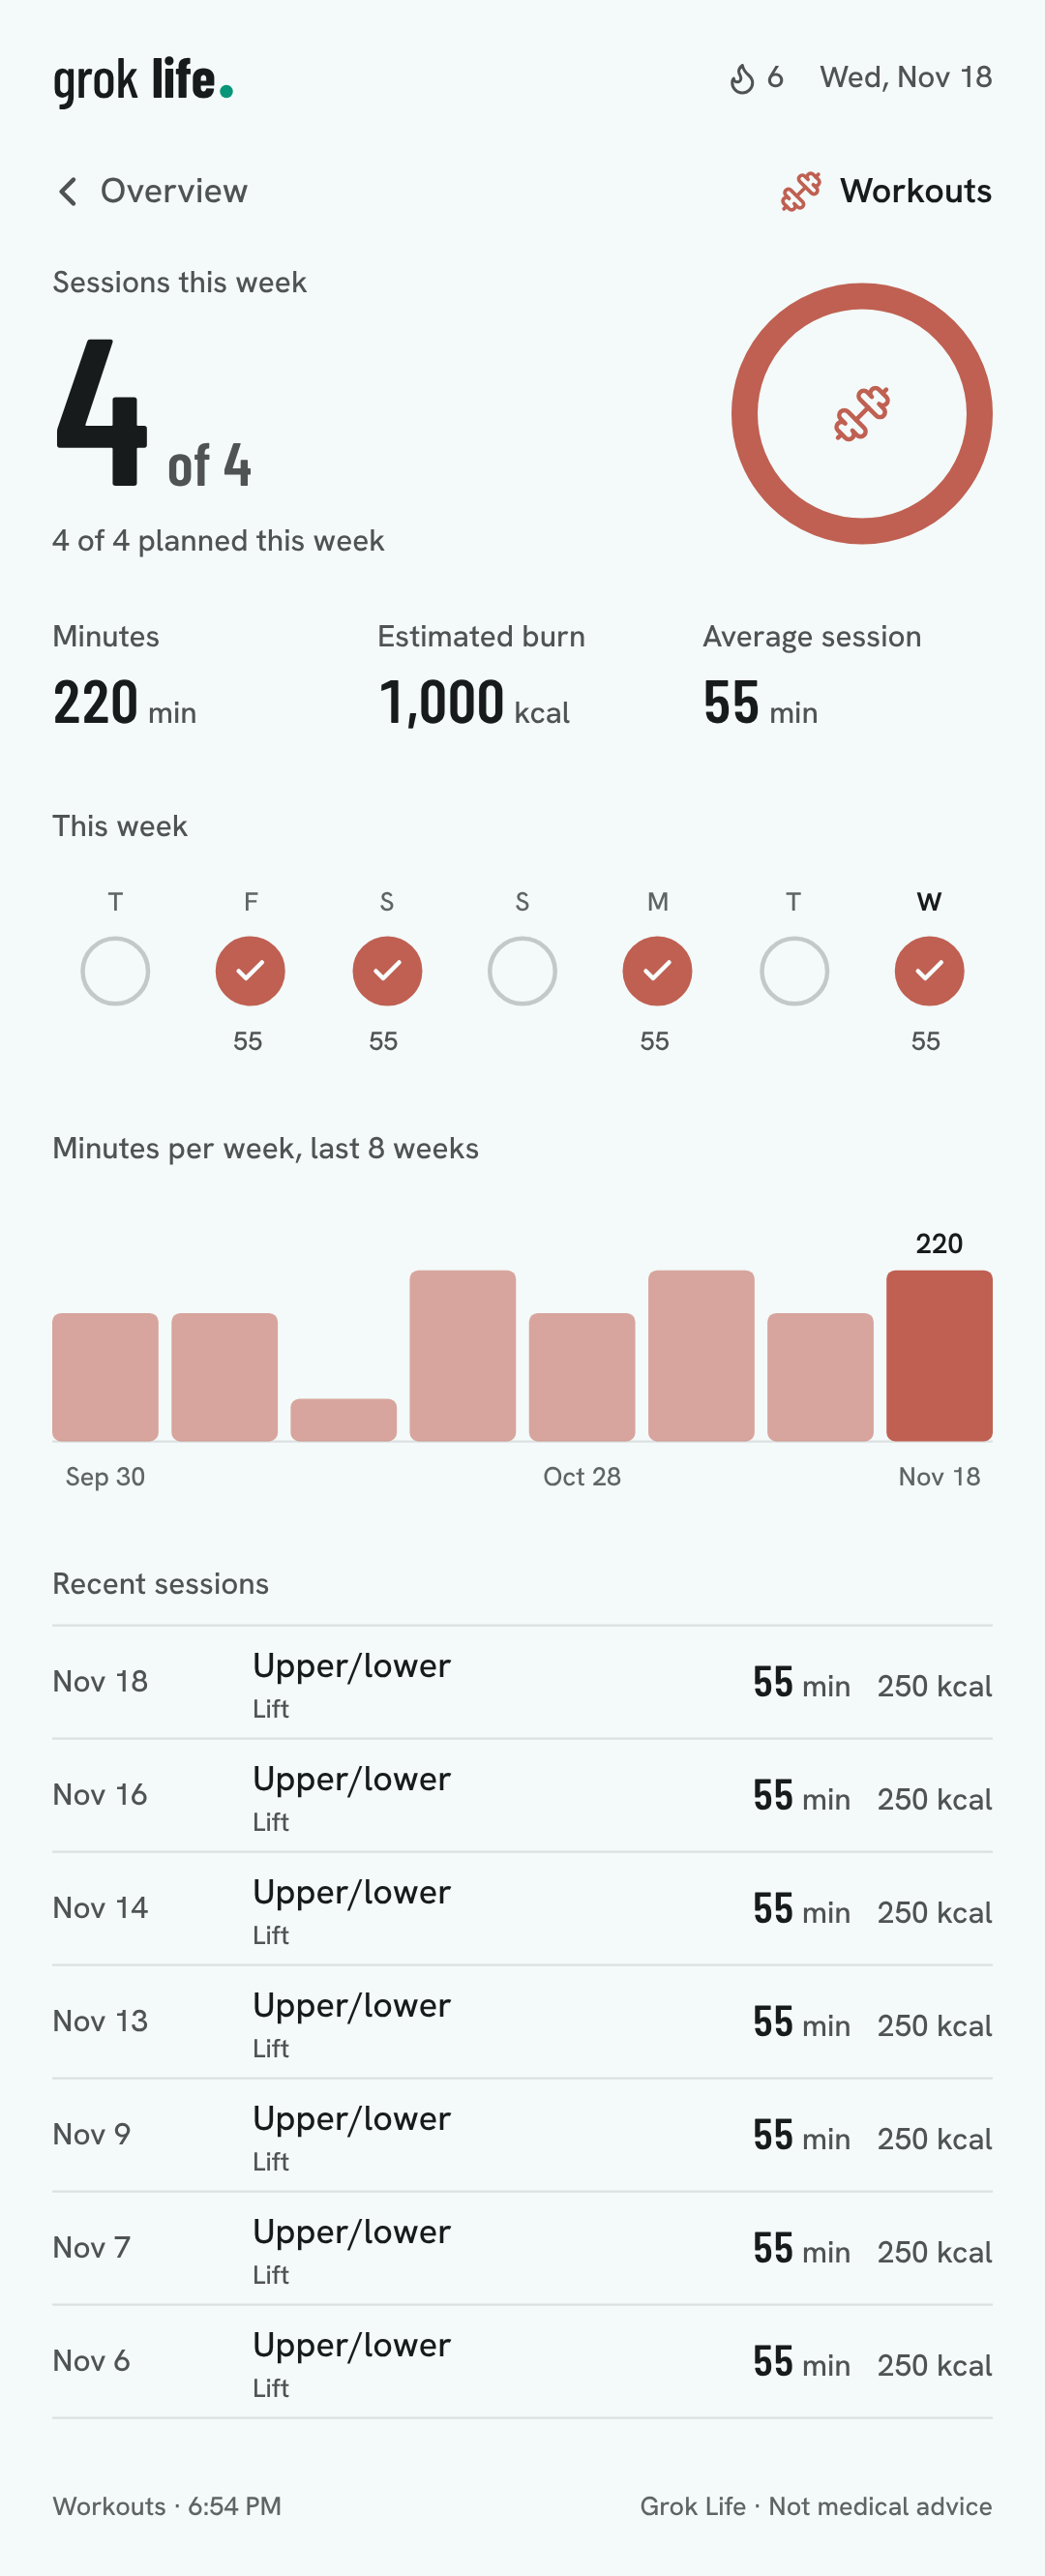 grok life. 6 Wed, Nov 18
Overview Workouts
Sessions this week
4 of 4
4 of 4 planned this week
Minutes Estimated burn Average session
220 min 1,000 kcal 55 min
This week
T F S S M T W
55 55 55 55
Minutes per week, last 8 weeks
220
Sep 30 Oct 28 Nov 18
Recent sessions
Nov 18 Upper/lower 55 min 250 kcal
Lift
Nov 16 Upper/lower 55 min 250 kcal
Lift
Nov 14 Upper/lower 55 min 250 kcal
Lift
Nov 13 Upper/lower 55 min 250 kcal
Lift
Nov 9 Upper/lower 55 min 250 kcal
Lift
Nov 7 Upper/lower 55 min 250 kcal
Lift
Nov 6 Upper/lower 55 min 250 kcal
Lift
Workouts · 6:54 PM Grok Life · Not medical advice